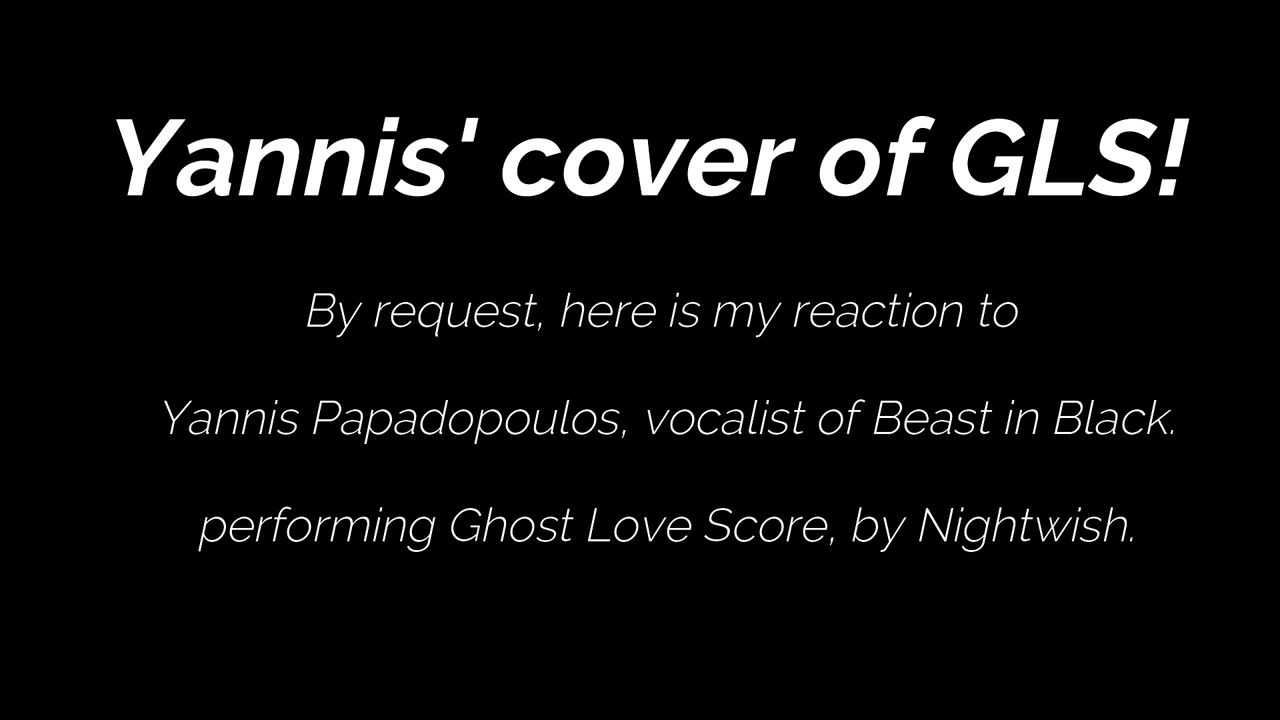 Yannis' cover of GLS!
By request, here is my reaction to
Yannis Papadopoulos, vocalist of Beast in Black.
performing Ghost Love Score, by Nightwish.